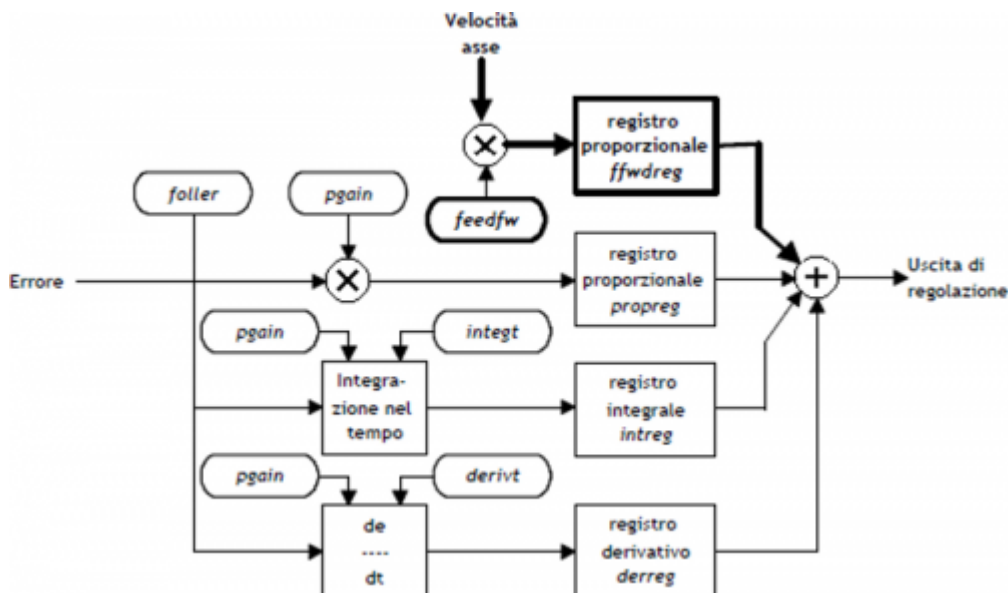 Velocità
asse
registro
proporzionale
ffwdreg
foller
pgain
feedfw
Errore
registro
proporzionale
propreg
Uscita di
regolazione
pgain
integt
Integra-
zione nel
tempo
registro
integrale
intreg
pgain
derivt
de
----
dt
registro
derivativo
derreg